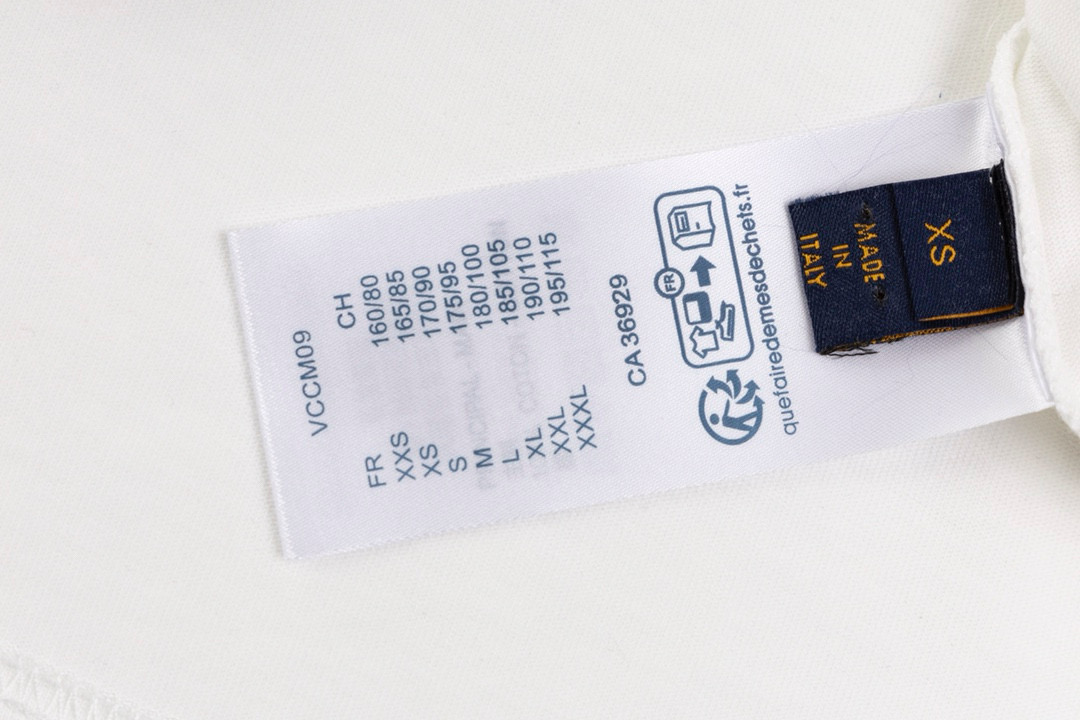 VCCM09
FR CH
XXS 160/80
XS 165/85
S 170/90
M 175/95
L 180/100
XL 185/105
XXL 190/110
XXXL 195/115
CA 36929
FR
quefairedemesdechets.fr
XS
MADE
IN
ITALY